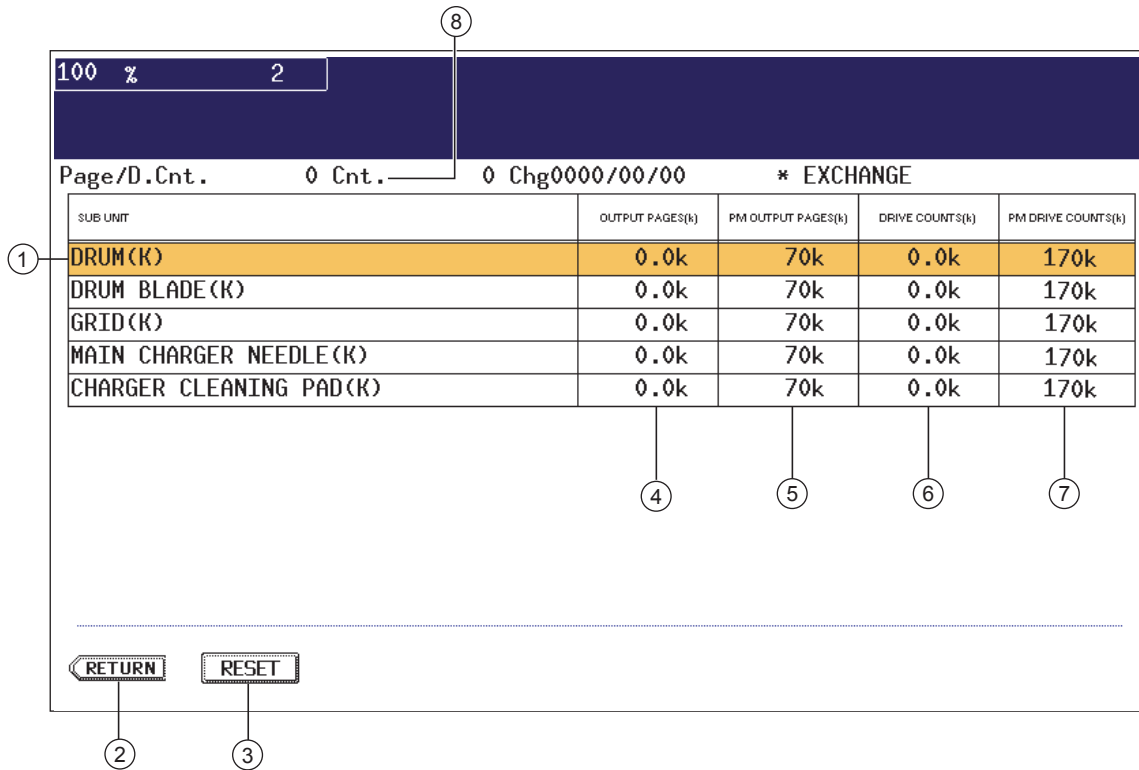 8
100 % 2
Page/D.Cnt. 0 Cnt. 0 Chg0000/00/00 * EXCHANGE
SUB UNIT OUTPUT PAGES(k) PM OUTPUT PAGES(k) DRIVE COUNTS(k) PM DRIVE COUNTS(k)
1 DRUM(K) 0.0k 70k 0.0k 170k
DRUM BLADE(K) 0.0k 70k 0.0k 170k
GRID(K) 0.0k 70k 0.0k 170k
MAIN CHARGER NEEDLE(K) 0.0k 70k 0.0k 170k
CHARGER CLEANING PAD(K) 0.0k 70k 0.0k 170k
4 5 6 7
RETURN RESET
2 3